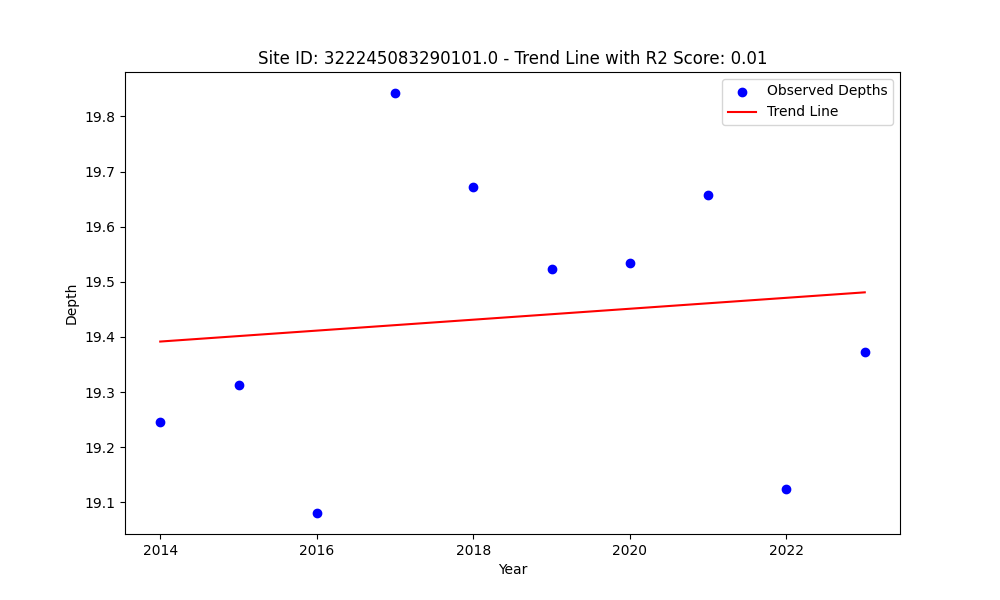 Site ID: 322245083290101.0 - Trend Line with R2 Score: 0.01
Observed Depths
Trend Line
19.8
19.7
19.6
19.5
19.4
19.3
19.2
19.1
Depth
2014
2016
2018
2020
2022
Year